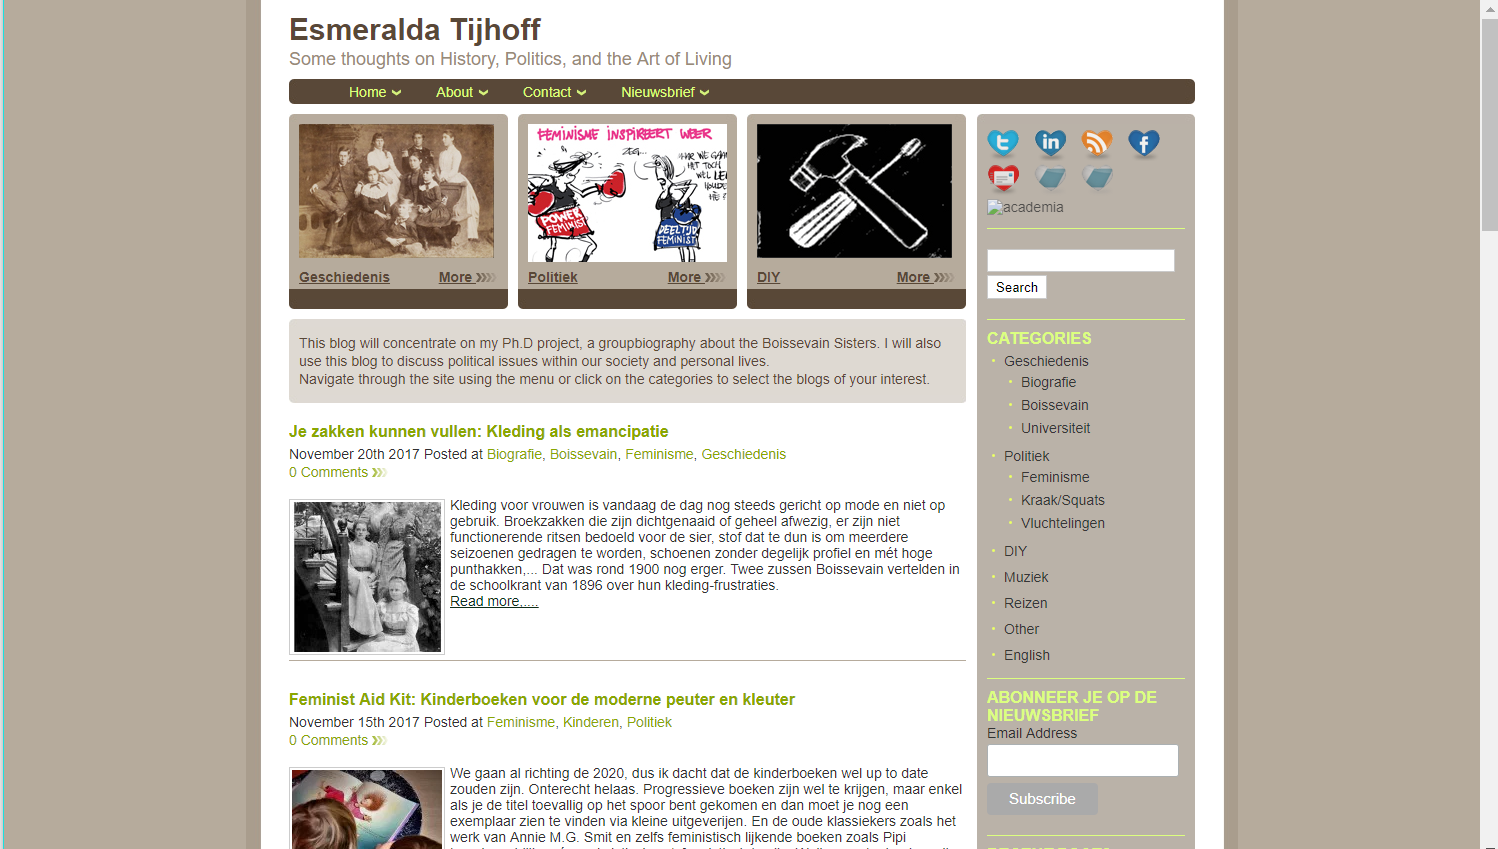 Esmeralda Tijhoff
Some thoughts on History, Politics, and the Art of Living
Home
About
Contact
Nieuwsbrief
FEMINISME INSPIREERT WEER
POWER
FEMINIST
DEELTIJD
FEMINIST
Geschiedenis
More
Politiek
More
DIY
More
This blog will concentrate on my Ph.D project, a groupbiography about the Boissevain Sisters. I will also
use this blog to discuss political issues within our society and personal lives.
Navigate through the site using the menu or click on the categories to select the blogs of your interest.
Je zakken kunnen vullen: Kleding als emancipatie
November 20th 2017 Posted at Biografie, Boissevain, Feminisme, Geschiedenis
0 Comments
Kleding voor vrouwen is vandaag de dag nog steeds gericht op mode en niet op
gebruik. Broekzakken die zijn dichtgenaaid of geheel afwezig, er zijn niet
functionerende ritsen bedoeld voor de sier, stof dat te dun is om meerdere
seizoenen gedragen te worden, schoenen zonder degelijk profiel en mét hoge
punthakken,... Dat was rond 1900 nog erger. Twee zussen Boissevain vertelden in
de schoolkrant van 1896 over hun kleding-frustraties.
Read more,....
Feminist Aid Kit: Kinderboeken voor de moderne peuter en kleuter
November 15th 2017 Posted at Feminisme, Kinderen, Politiek
0 Comments
We gaan al richting de 2020, dus ik dacht dat de kinderboeken wel up to date
zouden zijn. Onterecht helaas. Progressieve boeken zijn wel te krijgen, maar enkel
als je de titel toevallig op het spoor bent gekomen en dan moet je nog een
exemplaar zien te vinden via kleine uitgeverijen. En de oude klassiekers zoals het
werk van Annie M.G. Smit en zelfs feministisch lijkende boeken zoals Pipi
academia
Search
CATEGORIES
Geschiedenis
Biografie
Boissevain
Universiteit
Politiek
Feminisme
Kraak/Squats
Vluchtelingen
DIY
Muziek
Reizen
Other
English
ABONNEER JE OP DE
NIEUWSBRIEF
Email Address
Subscribe